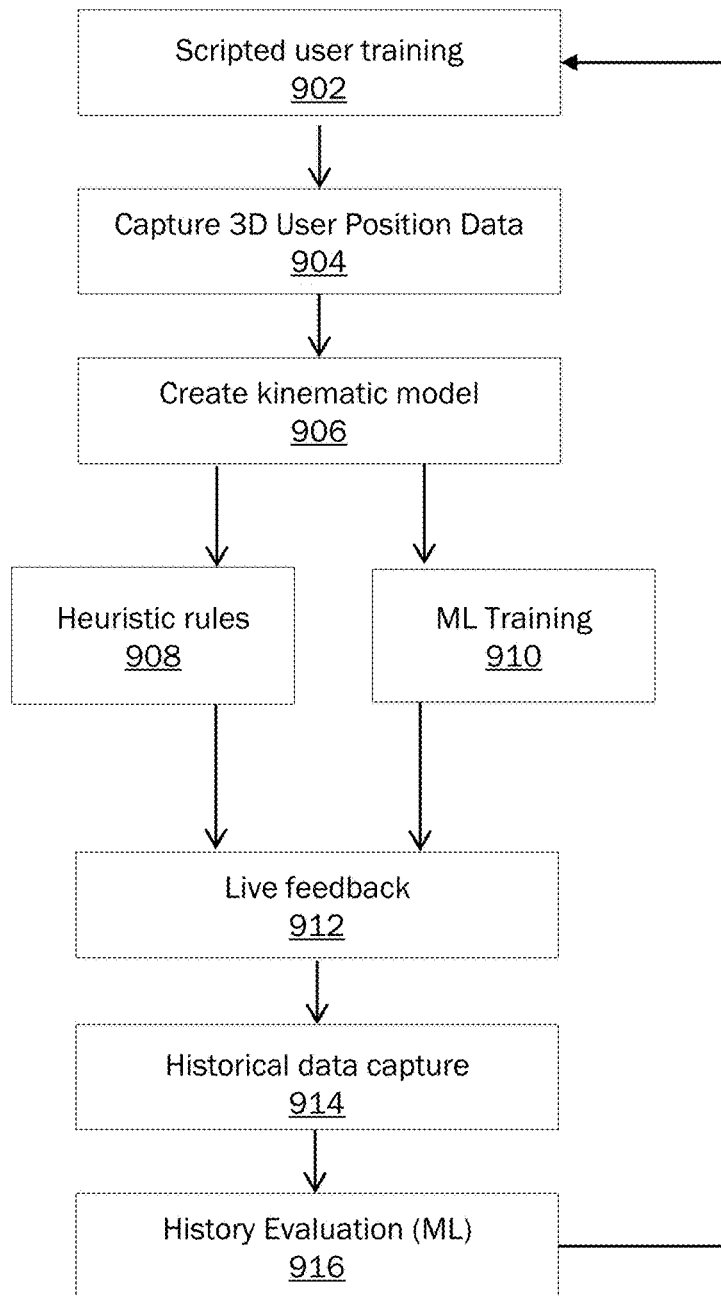 Scripted user training
902
Capture 3D User Position Data
904
Create kinematic model
906
Heuristic rules
908
ML Training
910
Live feedback
912
Historical data capture
914
History Evaluation (ML)
916